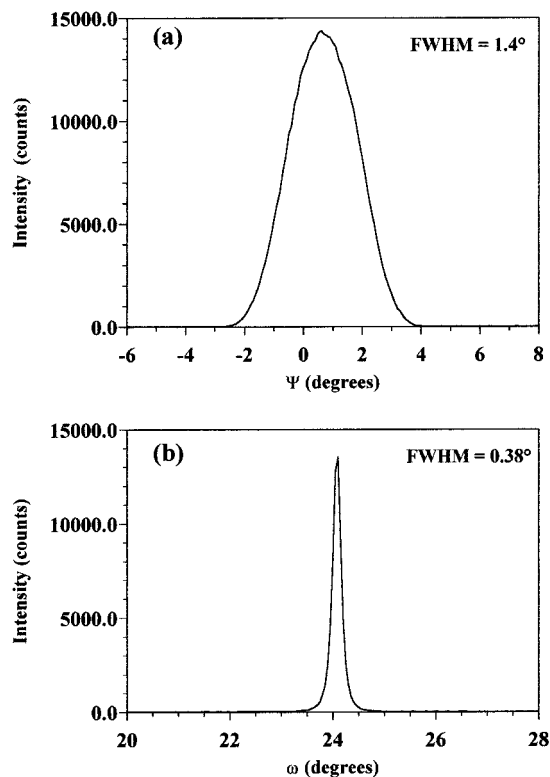 (a)
FWHM = 1.4°
15000.0
10000.0
5000.0
0.0
Intensity (counts)
-6 -4 -2 0 2 4 6 8
Ψ (degrees)
(b)
FWHM = 0.38°
15000.0
10000.0
5000.0
0.0
Intensity (counts)
20 22 24 26 28
ω (degrees)